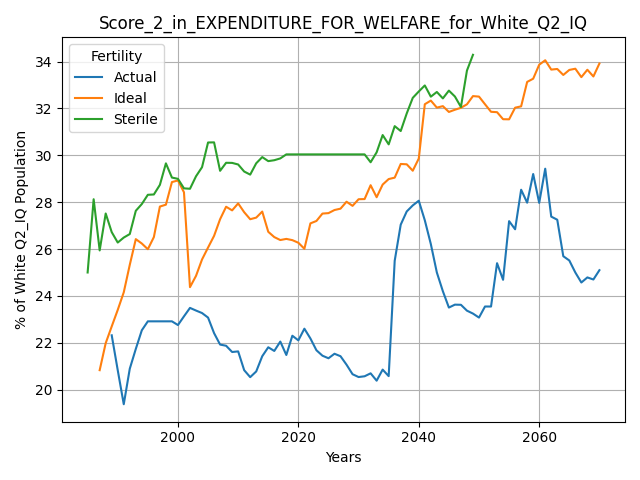 Score_2_in_EXPENDITURE_FOR_WELFARE_for_White_Q2_IQ
Fertility
Actual
Ideal
Sterile
% of White Q2_IQ Population
34
32
30
28
26
24
22
20
2000
2020
2040
2060
Years